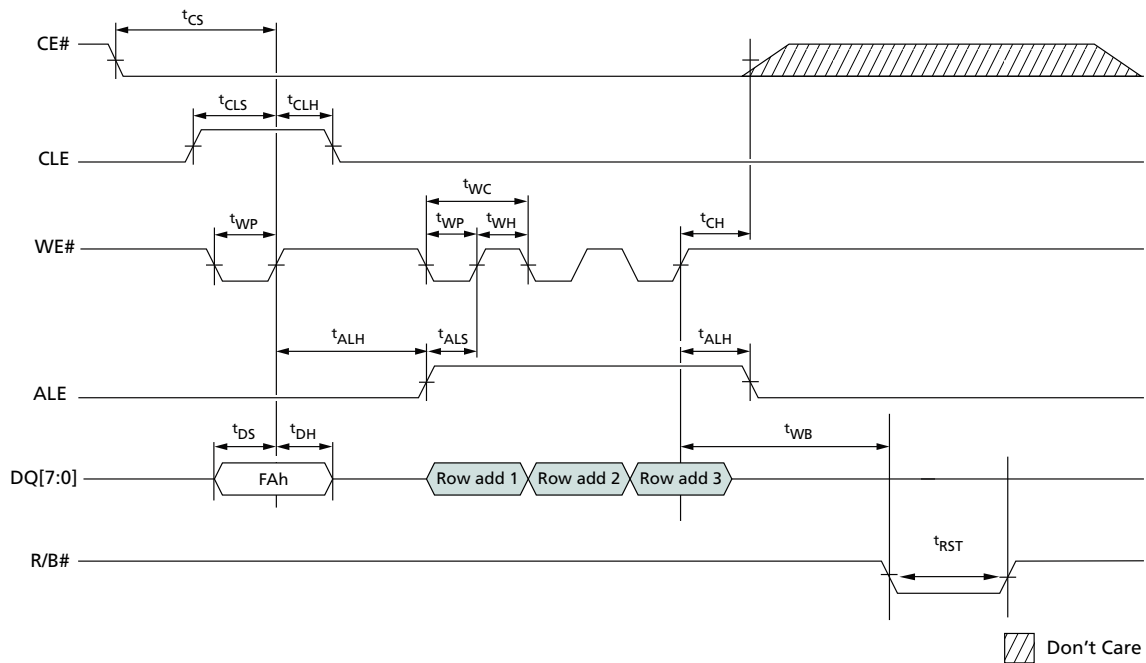 tCS
CE#
tCLS
tCLH
CLE
tWC
tWP
tWP
tWH
tCH
WE#
tALH
tALS
tALH
ALE
tDS
tDH
tWB
DQ[7:0]
FAh
Row add 1
Row add 2
Row add 3
R/B#
tRST
Don't Care